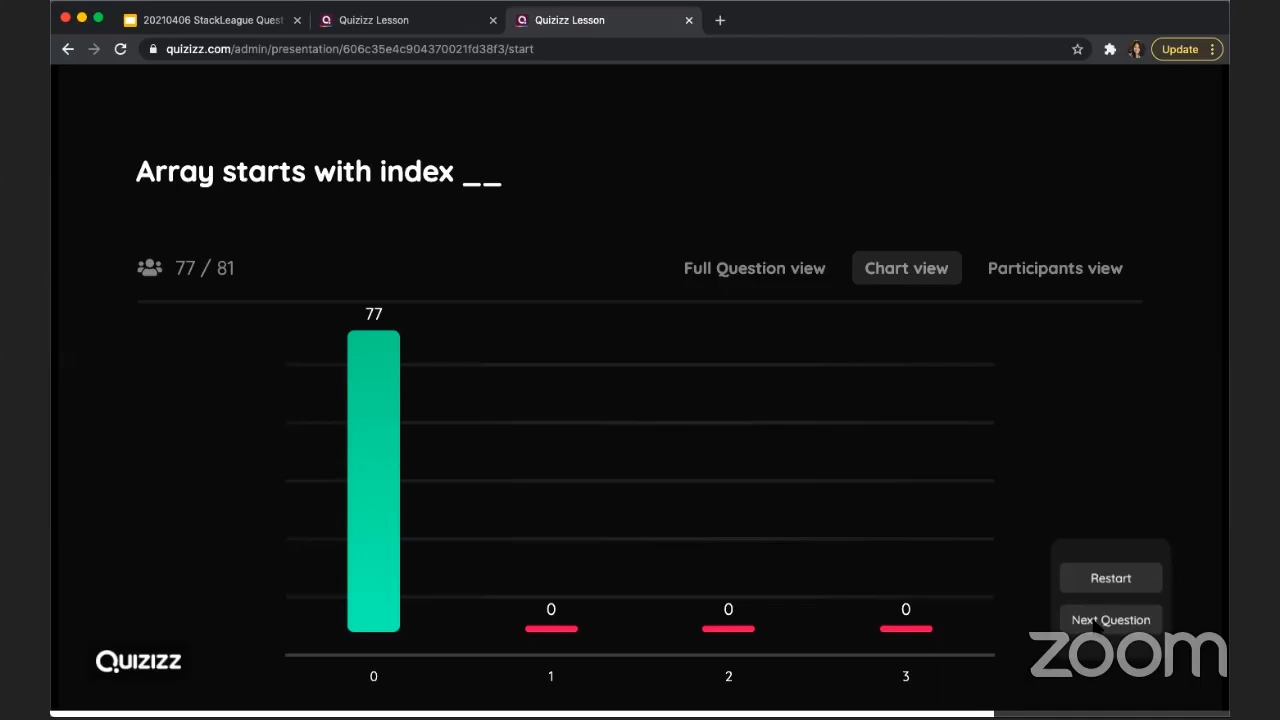 20210406 StackLeague Quest
Quizizz Lesson
Quizizz Lesson
quizizz.com/admin/presentation/606c35e4c904370021fd38f3/start
Update
Array starts with index __
77 / 81
Full Question view
Chart view
Participants view
77
0
0
0
Restart
Next Question
zoom
QUIZIZZ
0
1
2
3